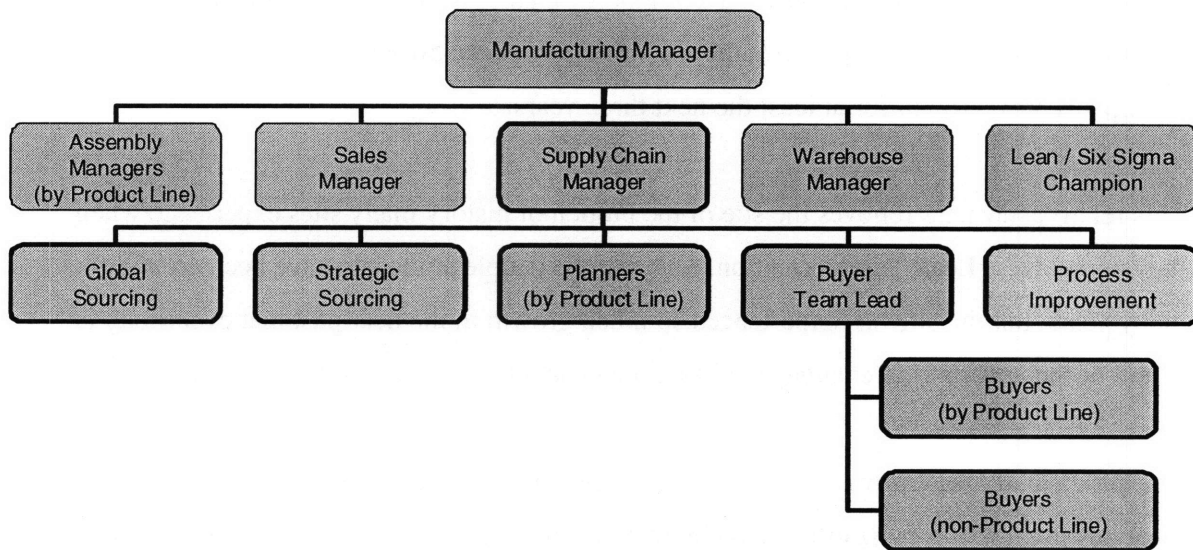 Manufacturing Manager
Assembly
Managers
(by Product Line)
Sales
Manager
Supply Chain
Manager
Warehouse
Manager
Lean / Six Sigma
Champion
Global
Sourcing
Strategic
Sourcing
Planners
(by Product Line)
Buyer
Team Lead
Process
Improvement
Buyers
(by Product Line)
Buyers
(non-Product Line)